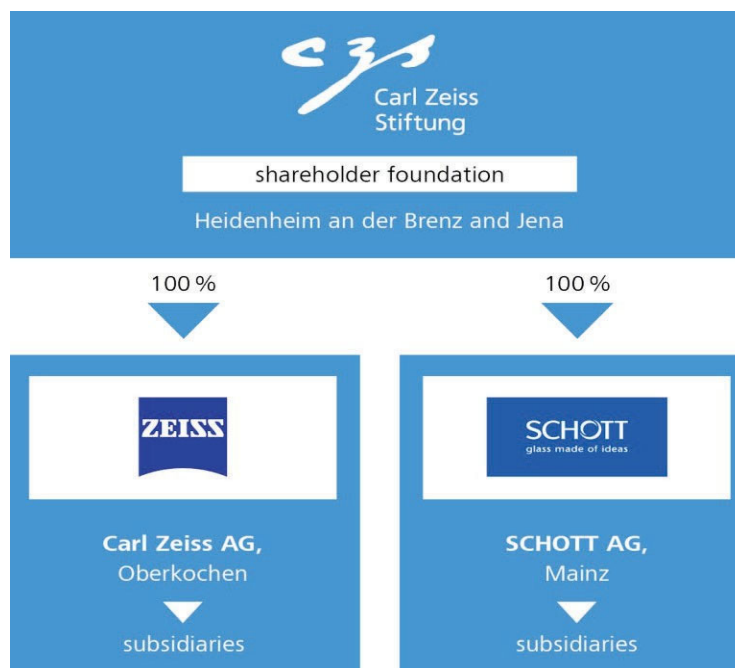 czs
Carl Zeiss
Stiftung
shareholder foundation
Heidenheim an der Brenz and Jena
100 %
100 %
ZEISS
SCHOTT
glass made of ideas
Carl Zeiss AG,
Oberkochen
subsidiaries
SCHOTT AG,
Mainz
subsidiaries